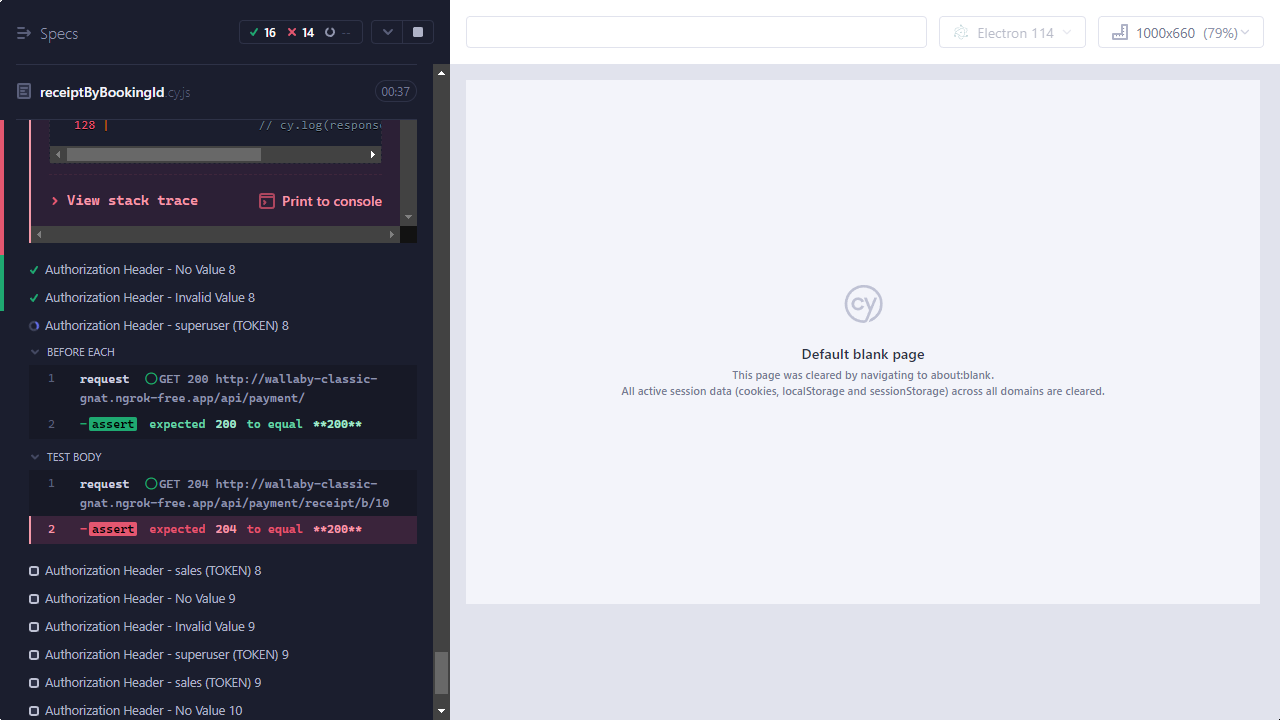 Specs
16 14 --
receiptByBookingId.cy.js
00:37
128 | // cy.log(response
View stack trace
Print to console
Authorization Header - No Value 8
Authorization Header - Invalid Value 8
Authorization Header - superuser (TOKEN) 8
BEFORE EACH
1 request GET 200 http://wallaby-classic-
gnat.ngrok-free.app/api/payment/
2 -assert expected 200 to equal **200**
TEST BODY
1 request GET 204 http://wallaby-classic-
gnat.ngrok-free.app/api/payment/receipt/b/10
2 -assert expected 204 to equal **200**
Authorization Header - sales (TOKEN) 8
Authorization Header - No Value 9
Authorization Header - Invalid Value 9
Authorization Header - superuser (TOKEN) 9
Authorization Header - sales (TOKEN) 9
Authorization Header - No Value 10
Electron 114
1000x660 (79%)
cy
Default blank page
This page was cleared by navigating to about:blank.
All active session data (cookies, localStorage and sessionStorage) across all domains are cleared.